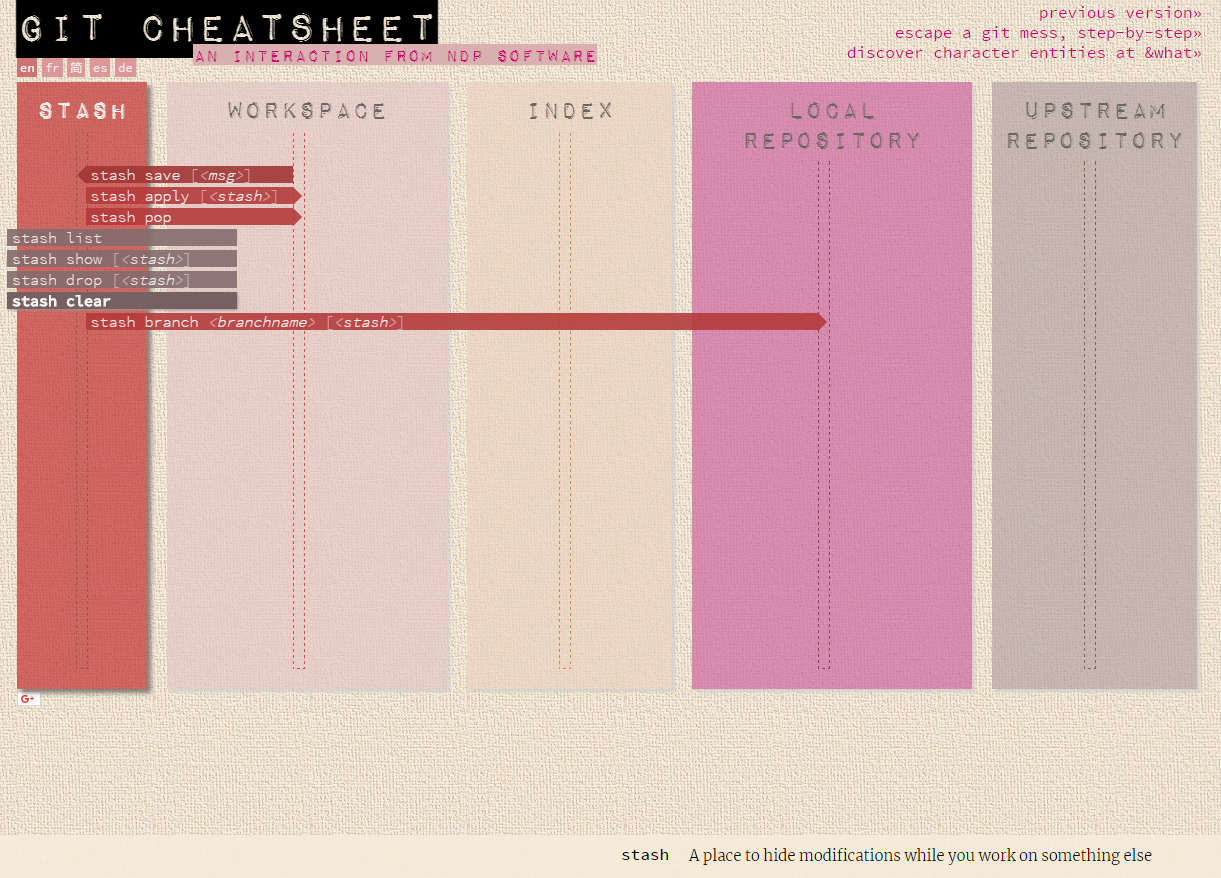 GIT CHEATSHEET
AN INTERACTION FROM NDP SOFTWARE
previous version»
escape a git mess, step-by-step»
discover character entities at &what»
en fr 简 es de
STASH
WORKSPACE
INDEX
LOCAL
REPOSITORY
UPSTREAM
REPOSITORY
stash save [<msg>]
stash apply [<stash>]
stash pop
stash list
stash show [<stash>]
stash drop [<stash>]
stash clear
stash branch <branchname> [<stash>]
G+
stash A place to hide modifications while you work on something else